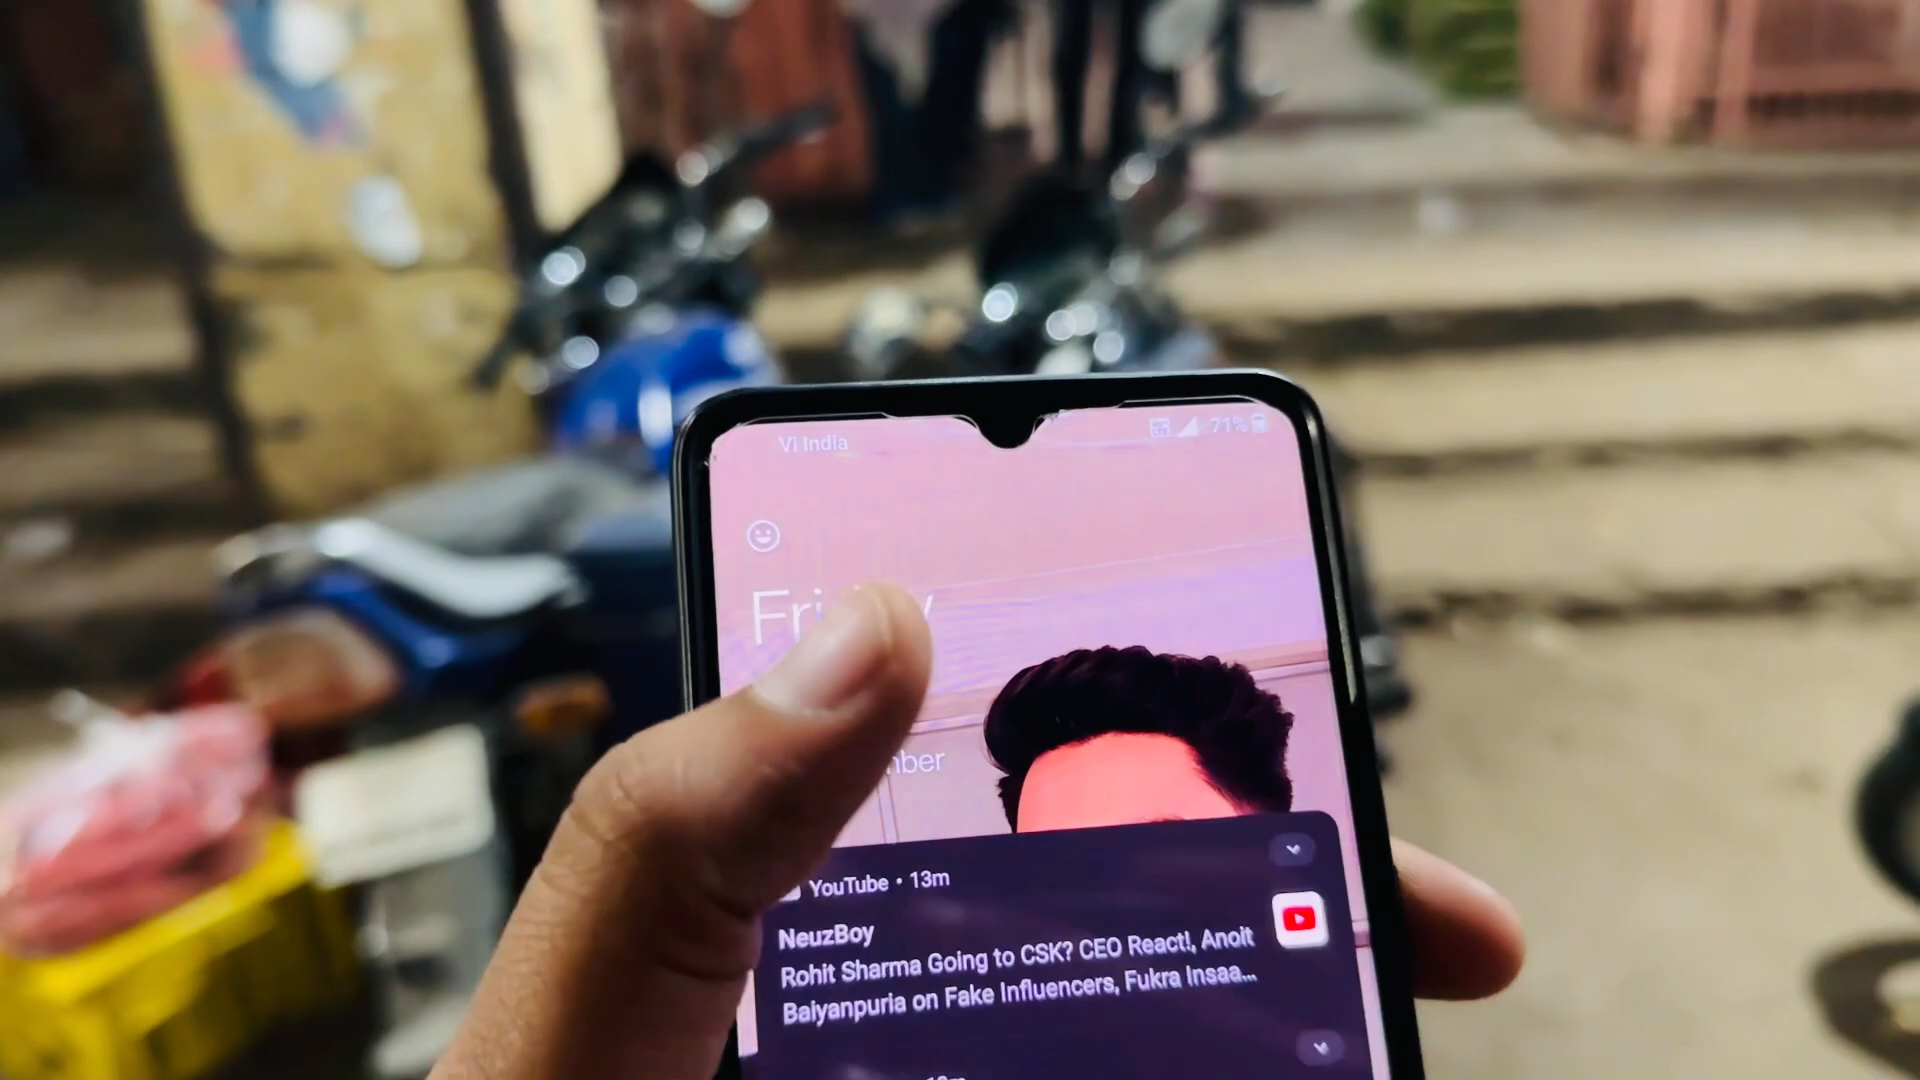 VI India
71%
YouTube • 13m
NeuzBoy
Rohit Sharma Going to CSK? CEO React!, Anoit
Baiyanpuria on Fake Influencers, Fukra Insaa...